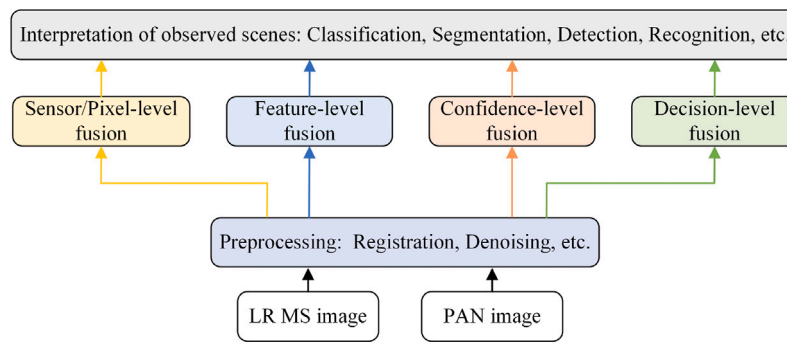 Interpretation of observed scenes: Classification, Segmentation, Detection, Recognition, etc.
Sensor/Pixel-level
fusion
Feature-level
fusion
Confidence-level
fusion
Decision-level
fusion
Preprocessing: Registration, Denoising, etc.
LR MS image
PAN image